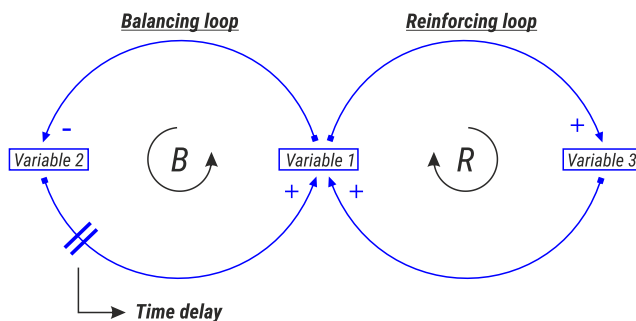 Balancing loop
Reinforcing loop
-
+
Variable 2
B
Variable 1
R
Variable 3
+
+
Time delay